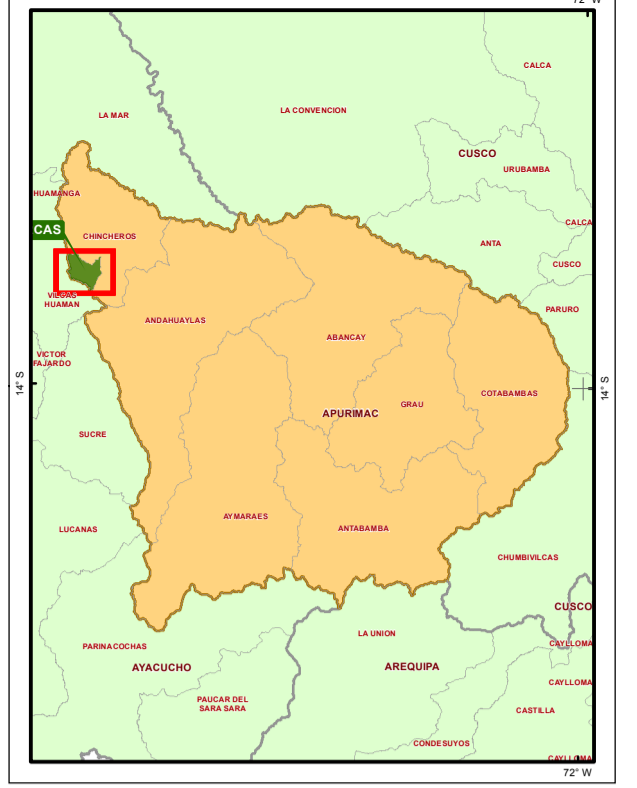 72° W
CALCA
LA CONVENCION
LA MAR
CUSCO
URUBAMBA
HUAMANGA
CALCA
CAS
CHINCHEROS
ANTA
CUSCO
VILCAS
HUAMAN
PARURO
ANDAHUAYLAS
ABANCAY
VICTOR
FAJARDO
14° S
14° S
COTABAMBAS
GRAU
APURIMAC
SUCRE
AYMARAES
LUCANAS
ANTABAMBA
CHUMBIVILCAS
CUSCO
LA UNION
CAYLLOMA
PARINACOCHAS
AYACUCHO
AREQUIPA
CAYLLOMA
PAUCAR DEL
SARA SARA
CASTILLA
CONDESUYOS
CAYLLOMA
72° W